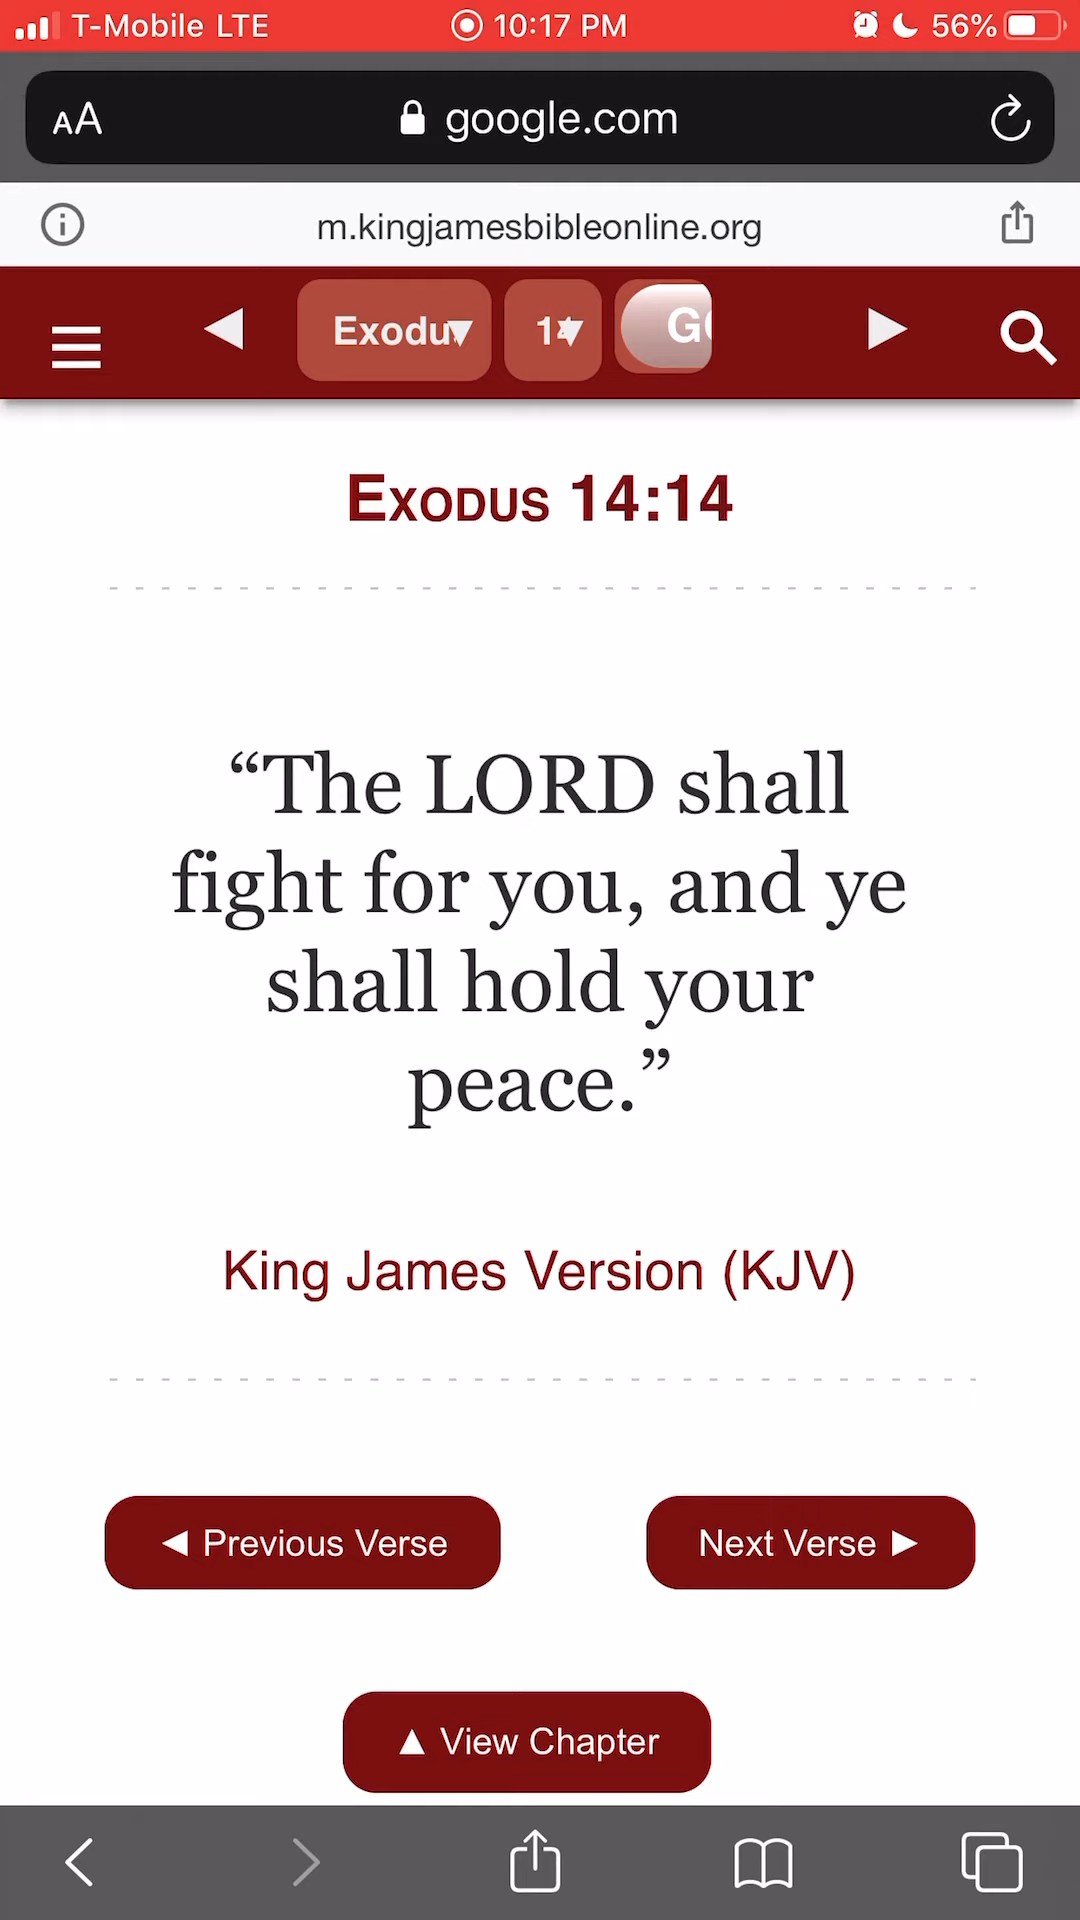 T-Mobile LTE 10:17 PM 56%
AA google.com
m.kingjamesbibleonline.org
Exodu
EXODUS 14:14
“The LORD shall
fight for you, and ye
shall hold your
peace.”
King James Version (KJV)
◀ Previous Verse Next Verse ▶
▲ View Chapter